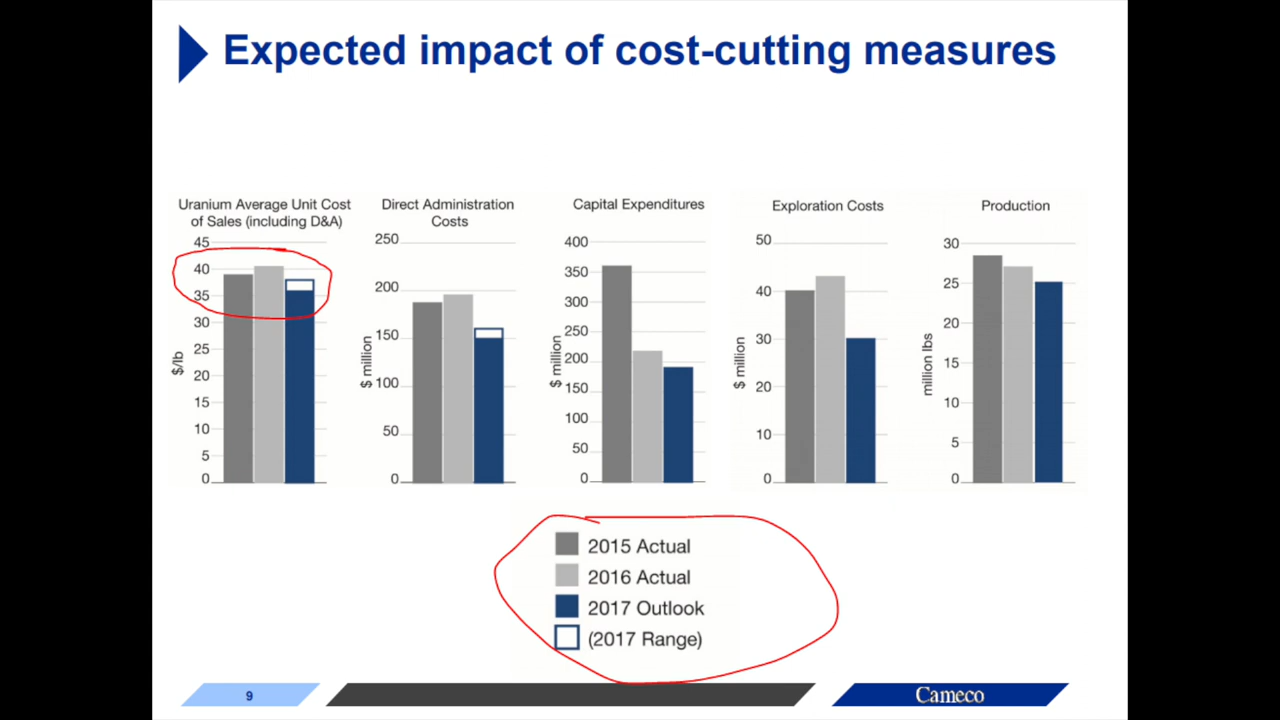 Expected impact of cost-cutting measures
Uranium Average Unit Cost
of Sales (including D&A)
$/lb
45
40
35
30
25
20
15
10
5
0
Direct Administration
Costs
$ million
250
200
150
100
50
0
Capital Expenditures
$ million
400
350
300
250
200
150
100
50
0
Exploration Costs
$ million
50
40
30
20
10
0
Production
million lbs
30
25
20
15
10
5
0
2015 Actual
2016 Actual
2017 Outlook
(2017 Range)
9
Cameco